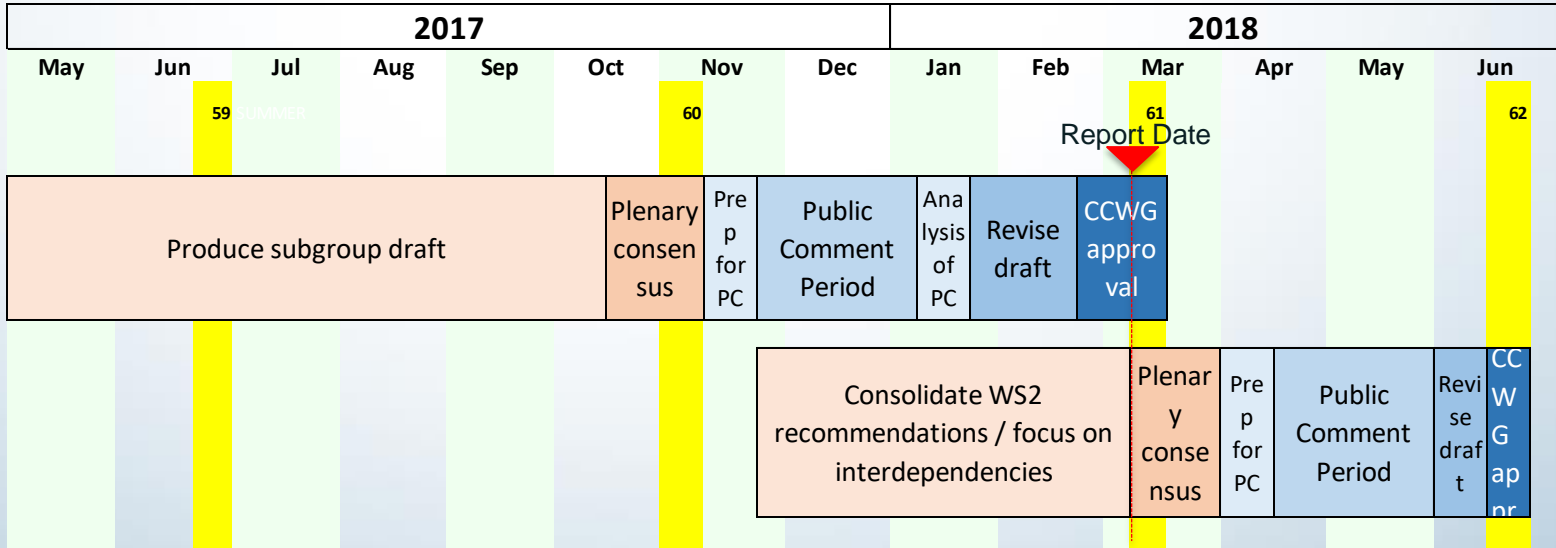 2017 2018
May Jun Jul Aug Sep Oct Nov Dec Jan Feb Mar Apr May Jun
59 SUMMER 60 61 62
Report Date
Produce subgroup draft
Plenary
consen
sus
Pre
p
for
PC
Public
Comment
Period
Ana
lysis
of
PC
Revise
draft
CCWG
appro
val
Consolidate WS2
recommendations / focus on
interdependencies
Plenar
y
conse
nsus
Pre
p
for
PC
Public
Comment
Period
Revi
se
draf
t
CC
W
G
ap
pr